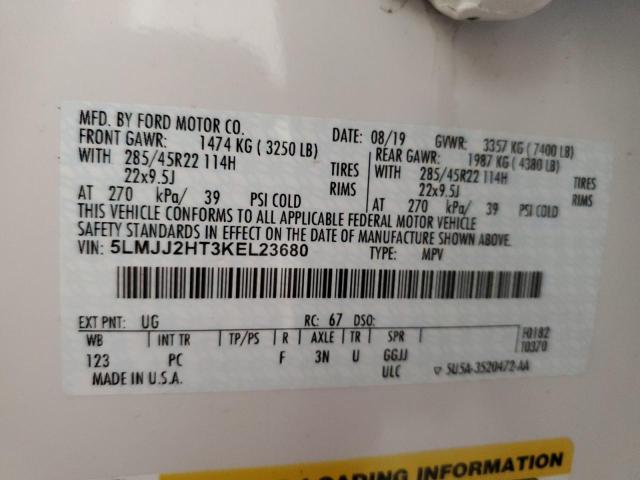 MFD. BY FORD MOTOR CO.
DATE: 08/19 GVWR: 3357 KG ( 7400 LB)
FRONT GAWR: 1474 KG ( 3250 LB) REAR GAWR: 1987 KG ( 4380 LB)
WITH 285/45R22 114H TIRES WITH 285/45R22 114H TIRES
22x9.5J RIMS 22x9.5J RIMS
AT 270 kPa/ 39 PSI COLD AT 270 kPa/ 39 PSI COLD
THIS VEHICLE CONFORMS TO ALL APPLICABLE FEDERAL MOTOR VEHICLE
SAFETY STANDARDS IN EFFECT ON THE DATE OF MANUFACTURE SHOWN ABOVE.
VIN: 5LMJJ2HT3KEL23680 TYPE: MPV
EXT PNT: UG RC: 67 DSO:
WB INT TR TP/PS R AXLE TR SPR F0182
123 PC F 3N U GGJJ T0370
MADE IN U.S.A. ULC ▽ 5U5A-3520472-AA
LOADING INFORMATION